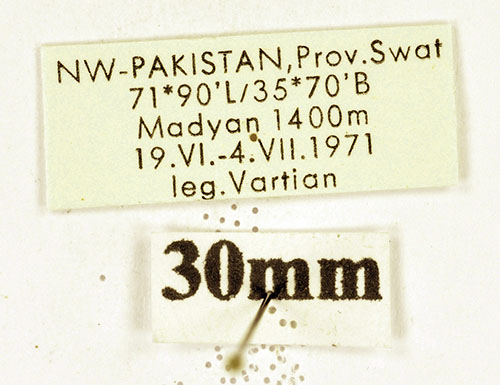 NW-PAKISTAN,Prov.Swat
71*90'L/35*70'B
Madyan 1400m
19.VI.-4.VII.1971
leg.Vartian
30mm